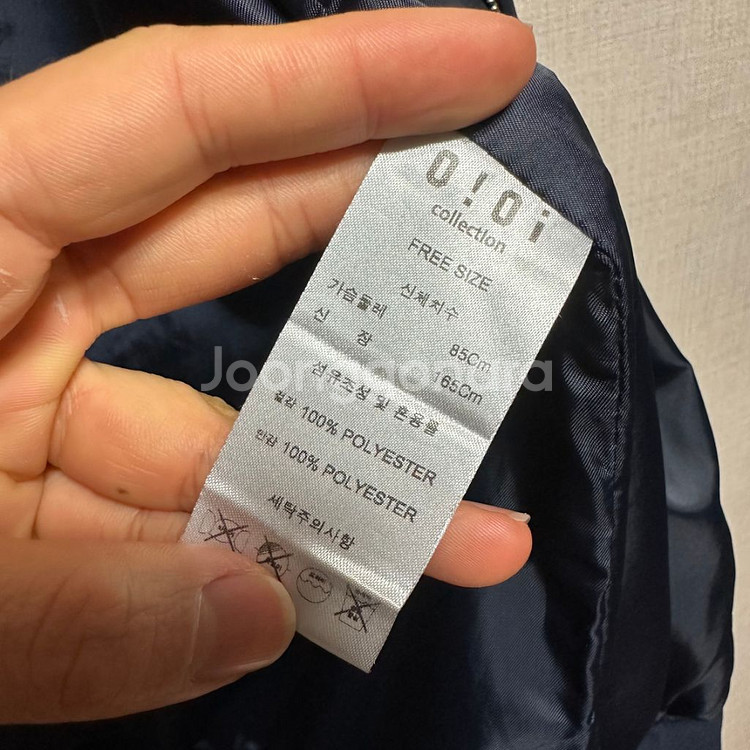 O!Oi
collection
FREE SIZE
신체치수
가슴둘레 85Cm
신 장 165Cm
섬유조성 및 혼용율
겉감 100% POLYESTER
안감 100% POLYESTER
세탁주의사항
Joonggonara